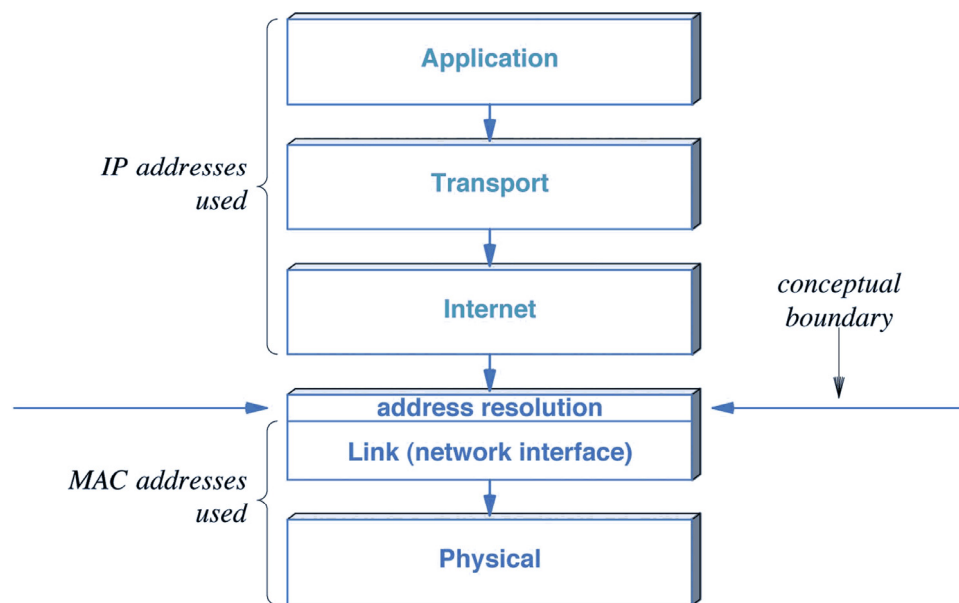 Application
IP addresses
used
Transport
Internet
conceptual
boundary
address resolution
Link (network interface)
MAC addresses
used
Physical